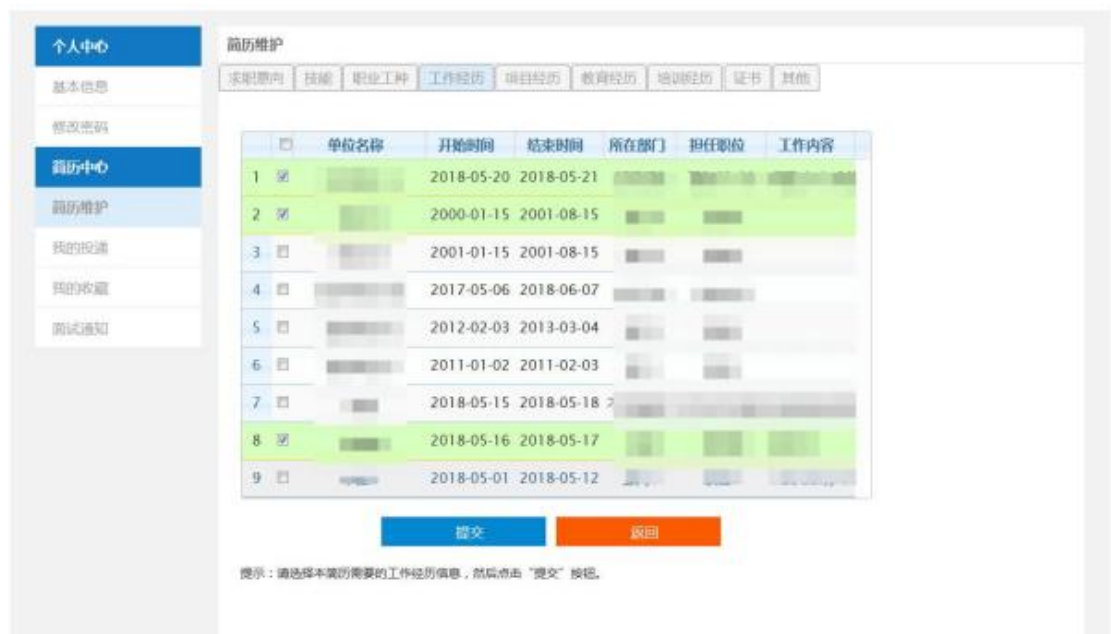 个人中心
基本信息
修改密码
简历中心
简历维护
我的投递
我的收藏
面试通知
简历维护
求职意向 技能 职业工种 工作经历 项目经历 教育经历 培训经历 证书 其他
单位名称 开始时间 结束时间 所在部门 担任职位 工作内容
1 2018-05-20 2018-05-21
2 2000-01-15 2001-08-15
3 2001-01-15 2001-08-15
4 2017-05-06 2018-06-07
5 2012-02-03 2013-03-04
6 2011-01-02 2011-02-03
7 2018-05-15 2018-05-18
8 2018-05-16 2018-05-17
9 2018-05-01 2018-05-12
提交 返回
提示：请选择本简历需要的工作经历信息，然后点击“提交”按钮。